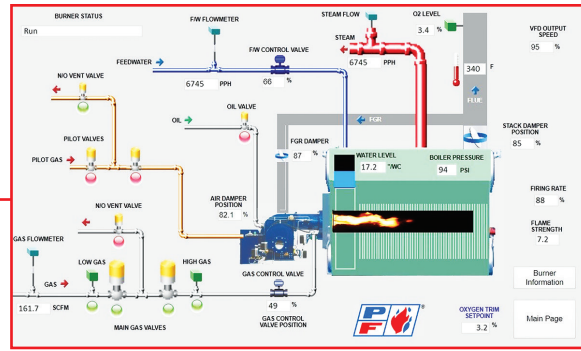 BURNER STATUS
Run
F/W FLOWMETER
STEAM FLOW
O2 LEVEL
3.4 %
VFD OUTPUT
SPEED
95 %
STEAM
6745 PPH
FEEDWATER
F/W CONTROL VALVE
6745 PPH
66 %
340 F
FLUE
N/O VENT VALVE
OIL VALVE
OIL
FGR
STACK DAMPER
POSITION
85 %
PILOT VALVES
FGR DAMPER
87 %
WATER LEVEL
17.2 "/WC
BOILER PRESSURE
94 PSI
PILOT GAS
AIR DAMPER
POSITION
82.1 %
FIRING RATE
88 %
N/O VENT VALVE
FLAME
STRENGTH
7.2
GAS FLOWMETER
LOW GAS
HIGH GAS
GAS
GAS CONTROL VALVE
49 %
Burner
Information
161.7 SCFM
MAIN GAS VALVES
GAS CONTROL
VALVE POSITION
PF®
OXYGEN TRIM
SETPOINT
3.2 %
Main Page